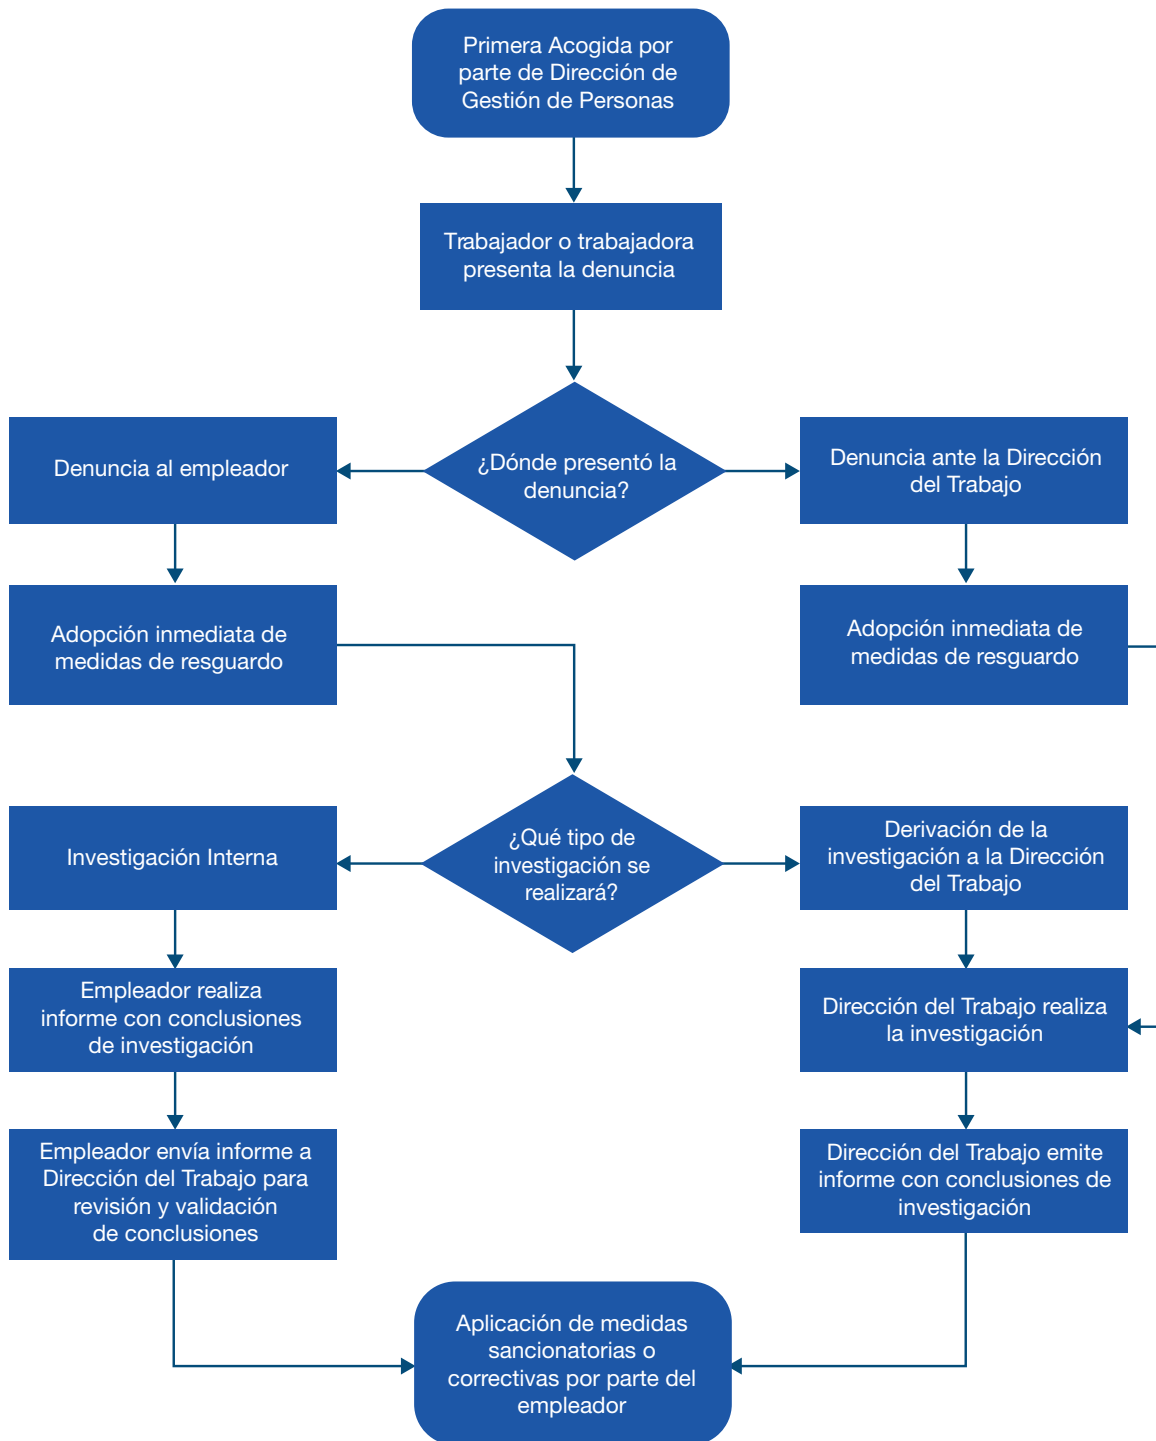 Primera Acogida por
parte de Dirección de
Gestión de Personas
Trabajador o trabajadora
presenta la denuncia
¿Dónde presentó la
denuncia?
Denuncia al empleador
Denuncia ante la Dirección
del Trabajo
Adopción inmediata de
medidas de resguardo
Adopción inmediata de
medidas de resguardo
¿Qué tipo de
investigación se
realizará?
Investigación Interna
Derivación de la
investigación a la Dirección
del Trabajo
Empleador realiza
informe con conclusiones
de investigación
Dirección del Trabajo realiza
la investigación
Empleador envía informe a
Dirección del Trabajo para
revisión y validación
de conclusiones
Dirección del Trabajo emite
informe con conclusiones de
investigación
Aplicación de medidas
sancionatorias o
correctivas por parte del
empleador